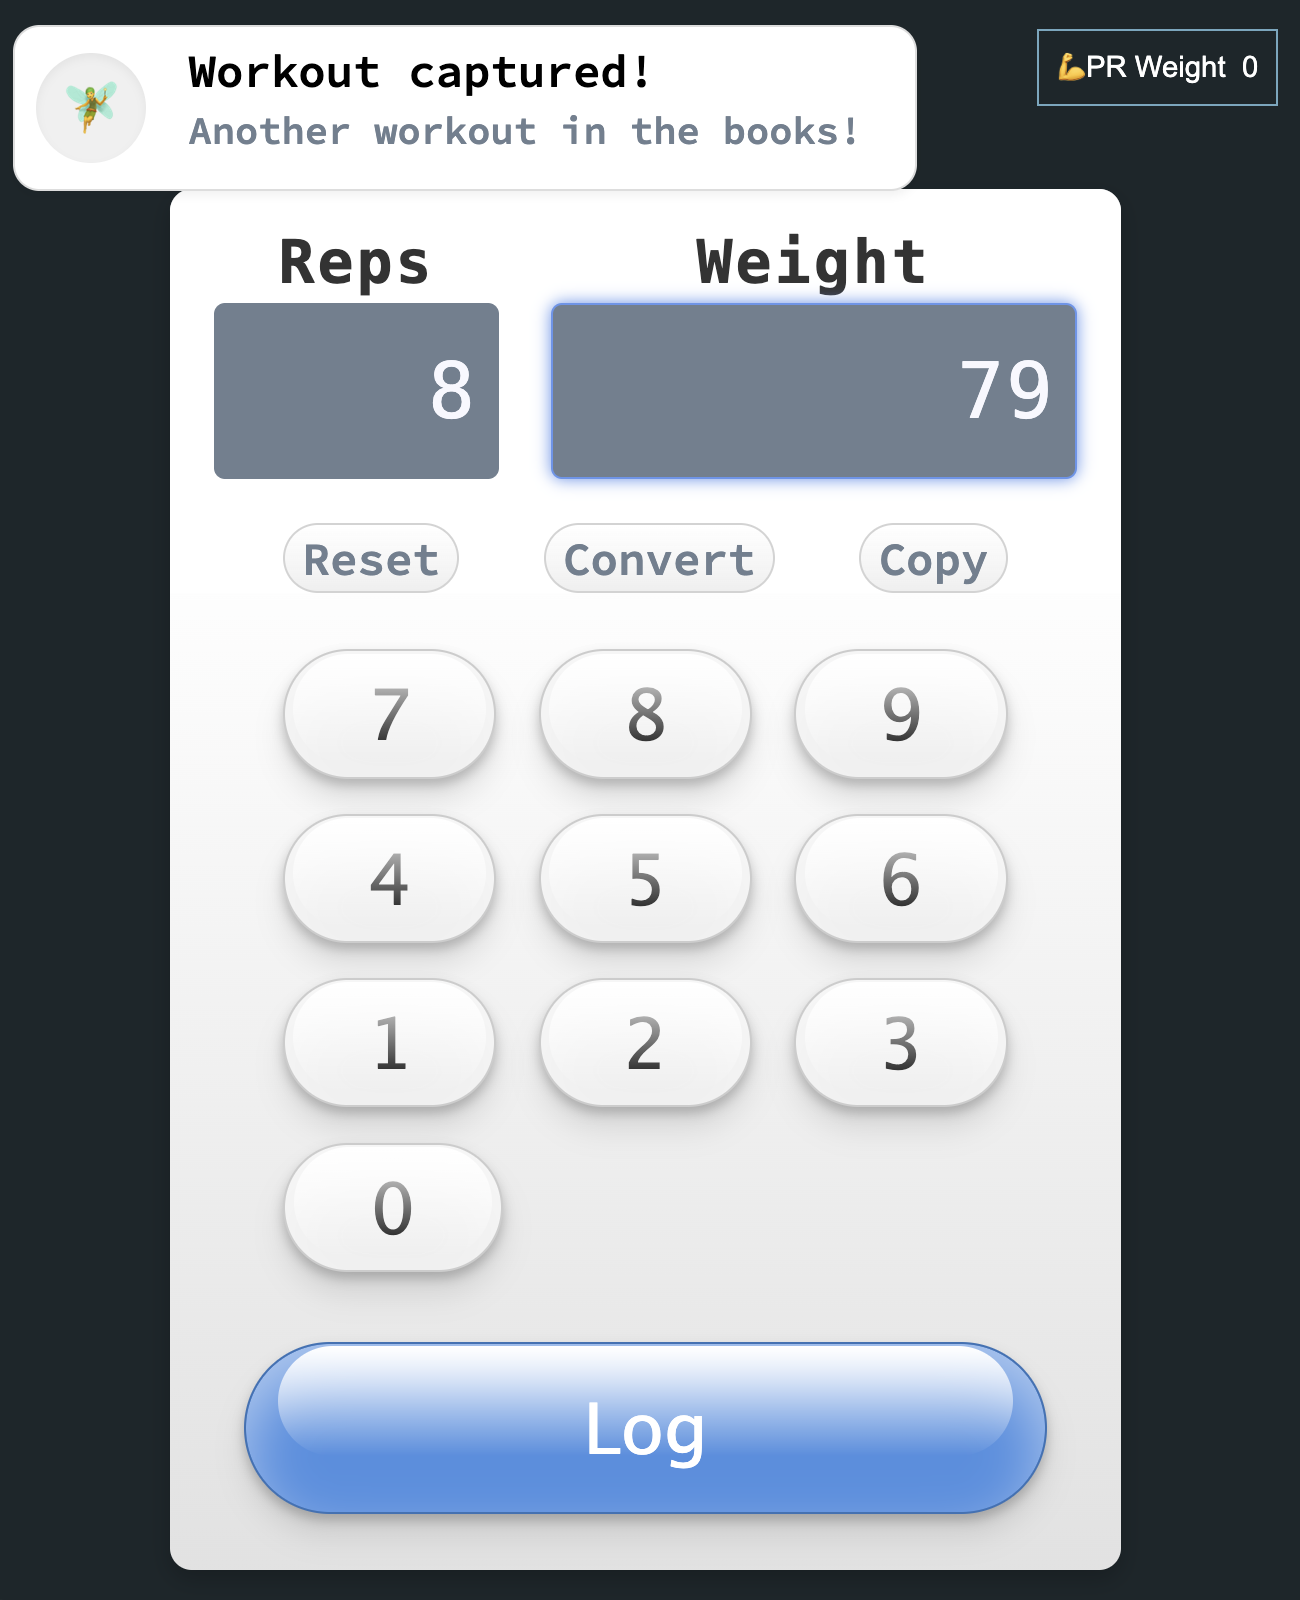 Workout captured!
Another workout in the books!
💪PR Weight 0
Reps Weight
8 79
Reset Convert Copy
7 8 9
4 5 6
1 2 3
0
Log